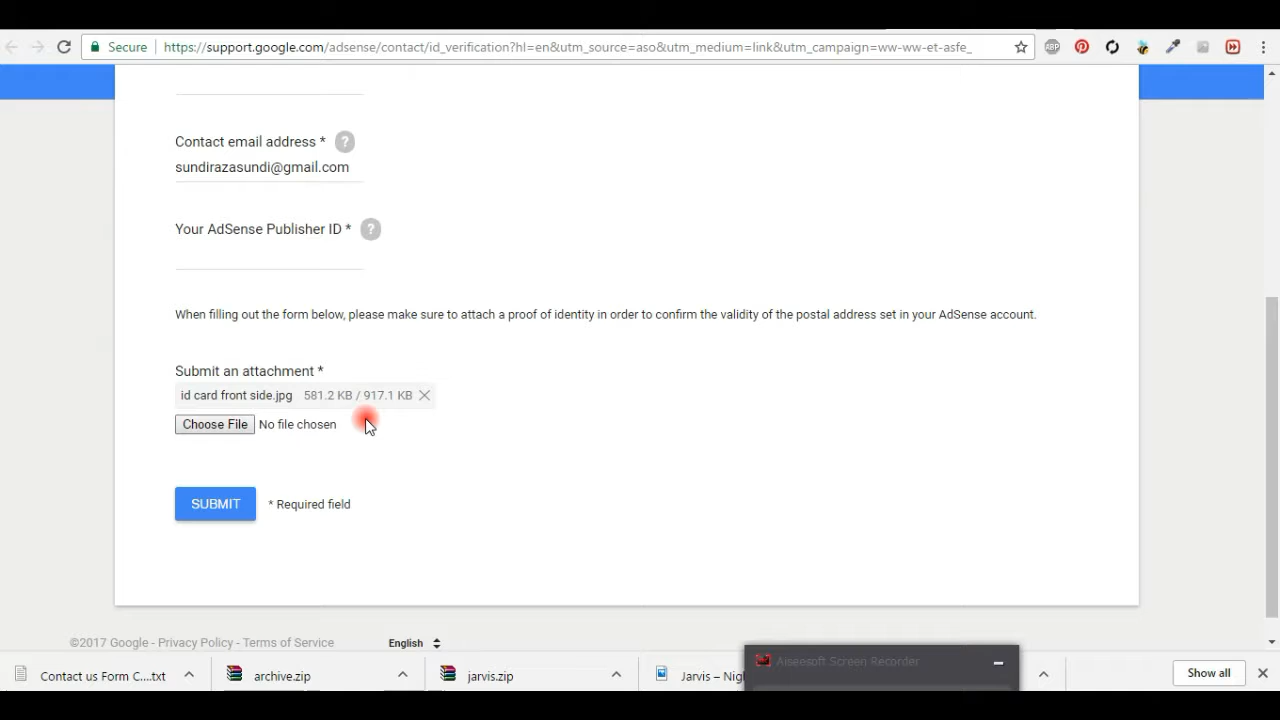 Secure
https://support.google.com/adsense/contact/id_verification?hl=en&utm_source=aso&utm_medium=link&utm_campaign=ww-ww-et-asfe_
ABP
Contact email address * ?
sundirazasundi@gmail.com
Your AdSense Publisher ID * ?
When filling out the form below, please make sure to attach a proof of identity in order to confirm the validity of the postal address set in your AdSense account.
Submit an attachment *
id card front side.jpg 581.2 KB / 917.1 KB
Choose File No file chosen
SUBMIT * Required field
©2017 Google - Privacy Policy - Terms of Service English
Aiseesoft Screen Recorder
Contact us Form C....txt archive.zip jarvis.zip Jarvis – Nig Show all